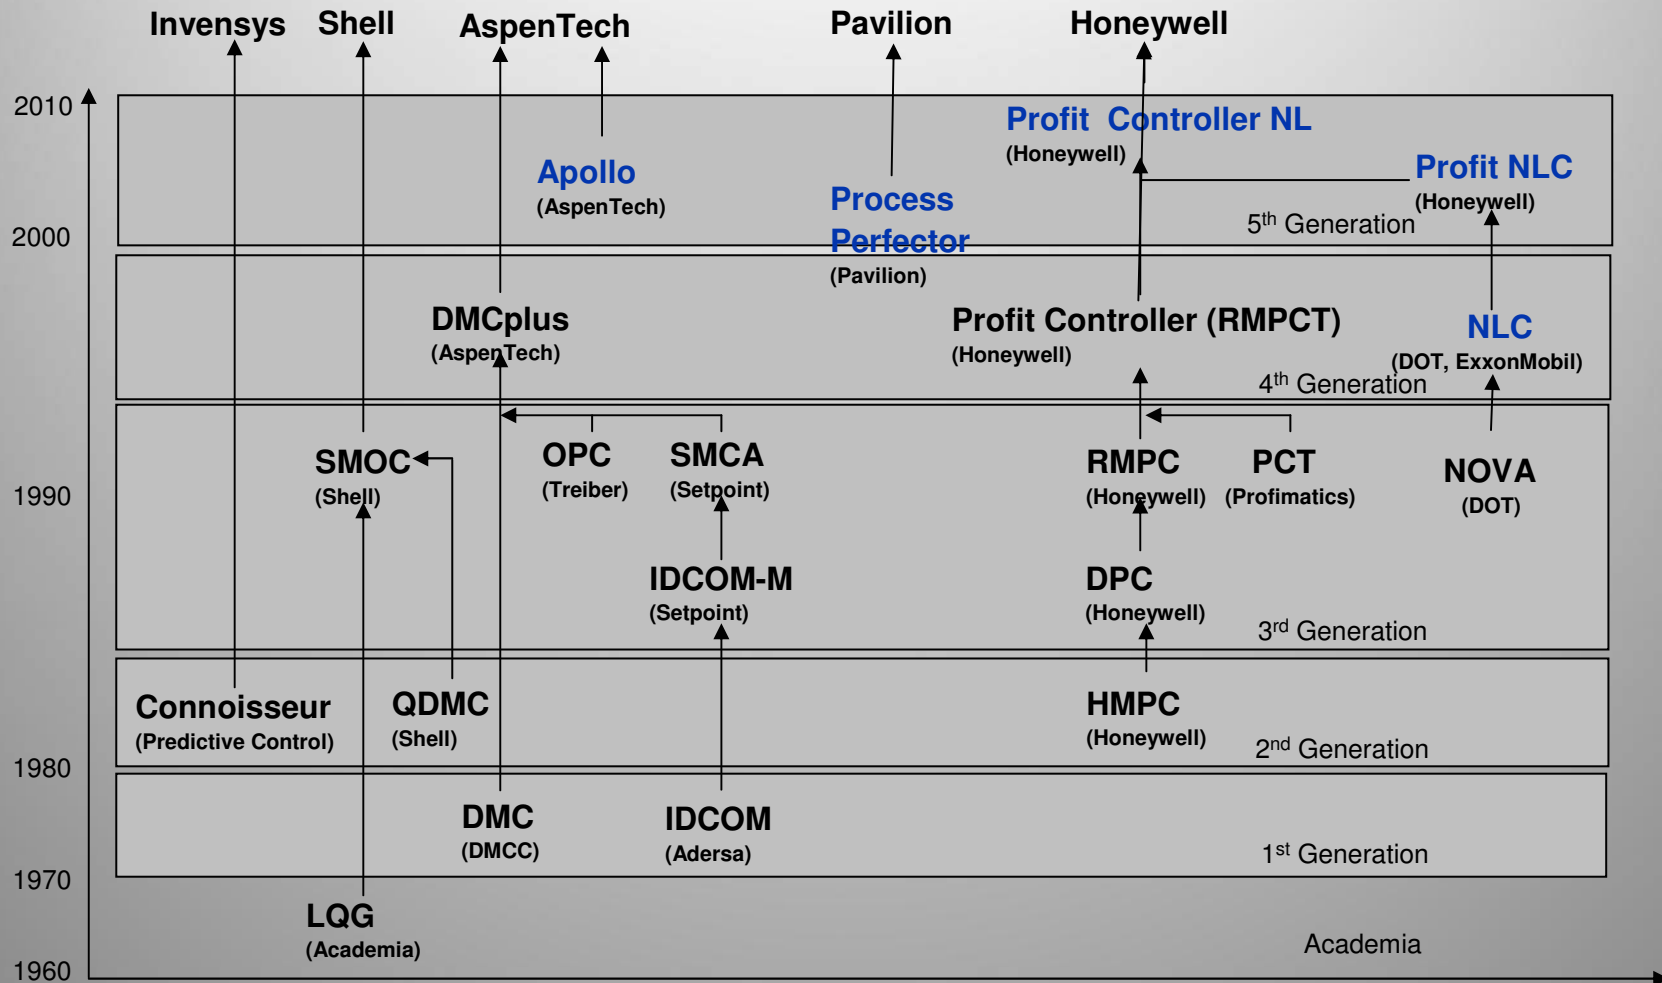 Invensys
Shell
AspenTech
Pavilion
Honeywell
2010
Profit Controller NL
(Honeywell)
Apollo
(AspenTech)
Process
Perfector
(Pavilion)
Profit NLC
(Honeywell)
5th Generation
2000
DMCplus
(AspenTech)
Profit Controller (RMPCT)
(Honeywell)
NLC
(DOT, ExxonMobil)
4th Generation
SMOC
(Shell)
OPC
(Treiber)
SMCA
(Setpoint)
RMPC
(Honeywell)
PCT
(Profimatics)
NOVA
(DOT)
1990
IDCOM-M
(Setpoint)
DPC
(Honeywell)
3rd Generation
Connoisseur
(Predictive Control)
QDMC
(Shell)
HMPC
(Honeywell)
2nd Generation
1980
DMC
(DMCC)
IDCOM
(Adersa)
1st Generation
1970
LQG
(Academia)
Academia
1960